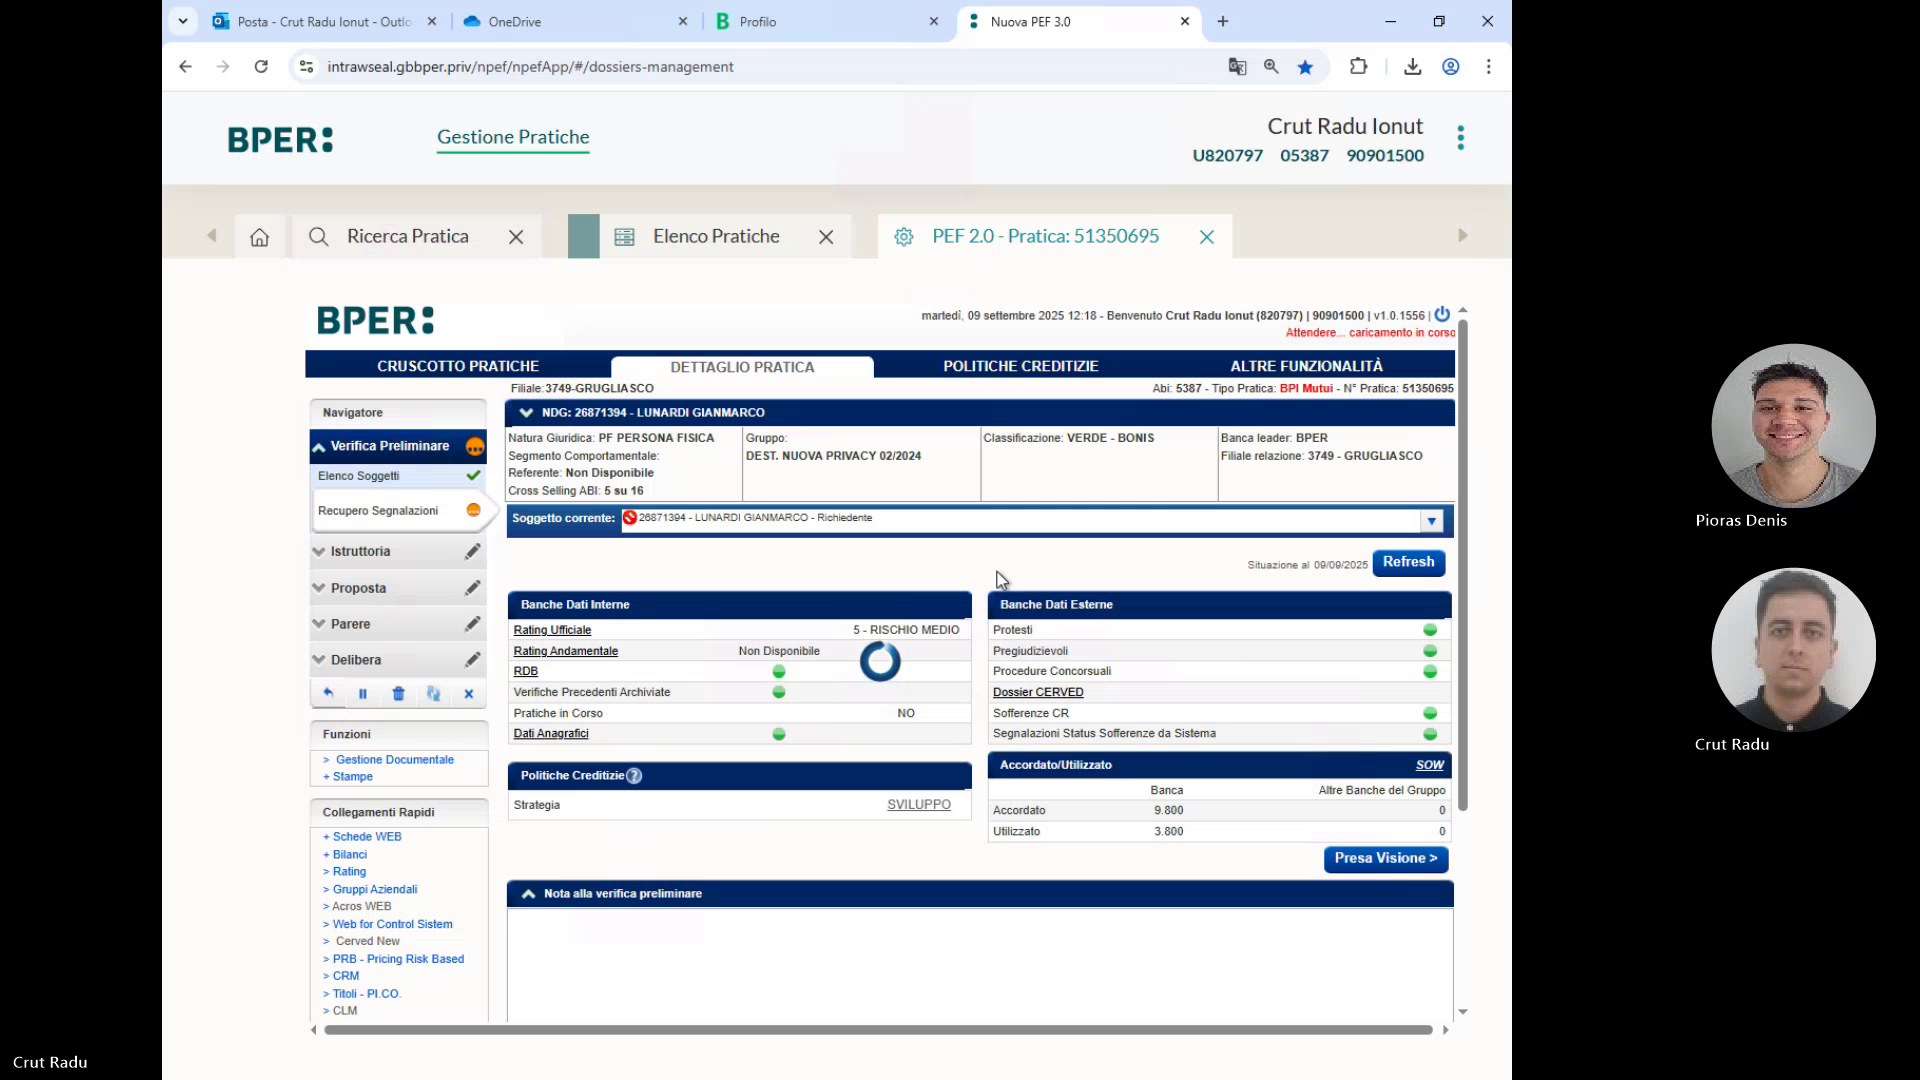 Posta - Crut Radu Ionut - Outlo
OneDrive
Profilo
Nuova PEF 3.0
intrawseal.gbbper.priv/npef/npefApp/#/dossiers-management
BPER:
Gestione Pratiche
Crut Radu Ionut
U820797 05387 90901500
Ricerca Pratica
Elenco Pratiche
PEF 2.0 - Pratica: 51350695
BPER:
martedì, 09 settembre 2025 12:18 - Benvenuto Crut Radu Ionut (820797) | 90901500 | v1.0.1556 |
Attendere... caricamento in corso
CRUSCOTTO PRATICHE
DETTAGLIO PRATICA
POLITICHE CREDITIZIE
ALTRE FUNZIONALITÀ
Filiale:3749-GRUGLIASCO
Abi: 5387 - Tipo Pratica: BPI Mutui - N° Pratica: 51350695
Navigatore
Verifica Preliminare
Elenco Soggetti
Recupero Segnalazioni
Istruttoria
Proposta
Parere
Delibera
Funzioni
> Gestione Documentale
+ Stampe
Collegamenti Rapidi
+ Schede WEB
+ Bilanci
> Rating
> Gruppi Aziendali
> Acros WEB
> Web for Control Sistem
> Cerved New
> PRB - Pricing Risk Based
> CRM
> Titoli - PI.CO.
> CLM
NDG: 26871394 - LUNARDI GIANMARCO
Natura Giuridica: PF PERSONA FISICA
Segmento Comportamentale:
Referente: Non Disponibile
Cross Selling ABI: 5 su 16
Gruppo:
DEST. NUOVA PRIVACY 02/2024
Classificazione: VERDE - BONIS
Banca leader: BPER
Filiale relazione: 3749 - GRUGLIASCO
Soggetto corrente: 26871394 - LUNARDI GIANMARCO - Richiedente
Situazione al 09/09/2025 Refresh
Banche Dati Interne
Rating Ufficiale 5 - RISCHIO MEDIO
Rating Andamentale Non Disponibile
RDB
Verifiche Precedenti Archiviate
Pratiche in Corso NO
Dati Anagrafici
Politiche Creditizie ?
Strategia SVILUPPO
Banche Dati Esterne
Protesti
Pregiudizievoli
Procedure Concorsuali
Dossier CERVED
Sofferenze CR
Segnalazioni Status Sofferenze da Sistema
Accordato/Utilizzato SOW
Banca Altre Banche del Gruppo
Accordato 9.800 0
Utilizzato 3.800 0
Presa Visione >
Nota alla verifica preliminare
Pioras Denis
Crut Radu
Crut Radu